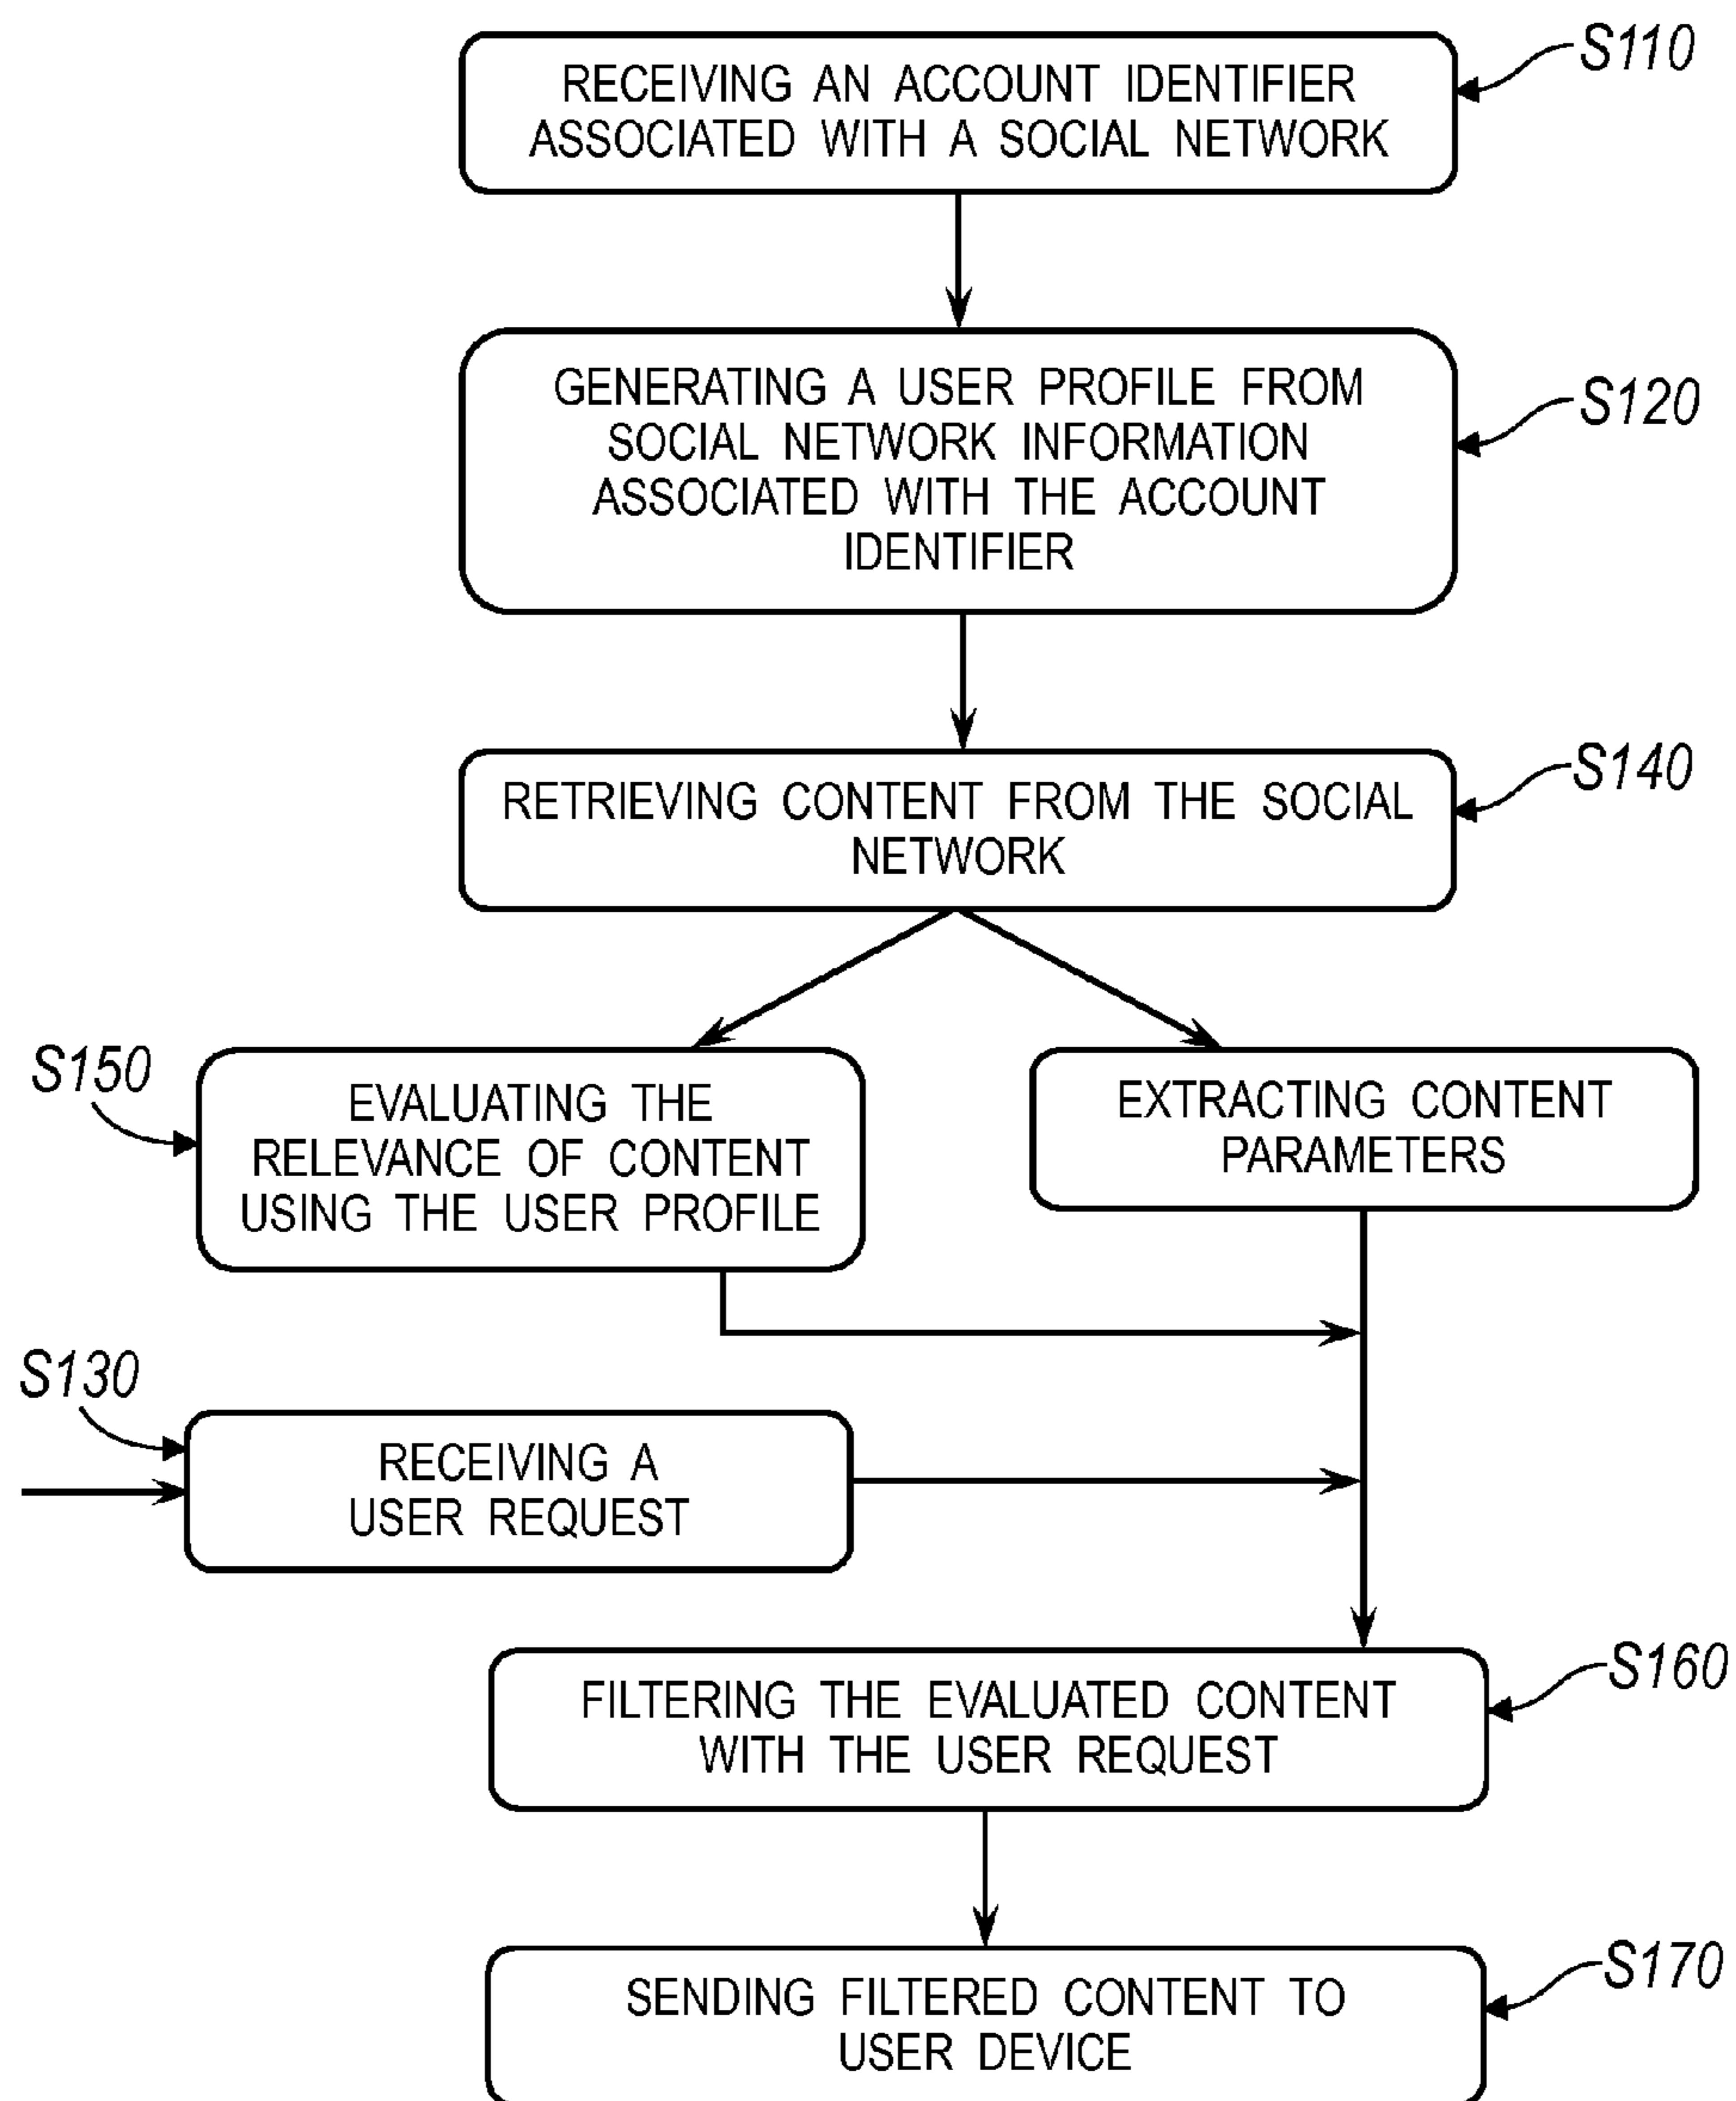 S110
RECEIVING AN ACCOUNT IDENTIFIER
ASSOCIATED WITH A SOCIAL NETWORK
S120
GENERATING A USER PROFILE FROM
SOCIAL NETWORK INFORMATION
ASSOCIATED WITH THE ACCOUNT
IDENTIFIER
S140
RETRIEVING CONTENT FROM THE SOCIAL
NETWORK
S150
EVALUATING THE
RELEVANCE OF CONTENT
USING THE USER PROFILE
EXTRACTING CONTENT
PARAMETERS
S130
RECEIVING A
USER REQUEST
S160
FILTERING THE EVALUATED CONTENT
WITH THE USER REQUEST
S170
SENDING FILTERED CONTENT TO
USER DEVICE